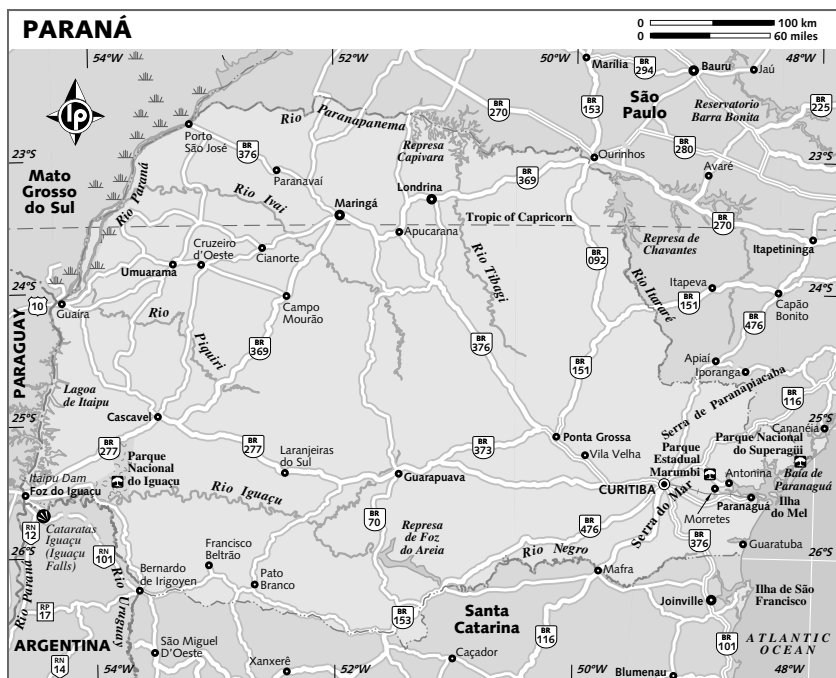 PARANÁ
0 100 km
0 60 miles
54°W
52°W
50°W
48°W
lp
Marília
BR 294
Bauru
Jaú
São Paulo
Reservatorio Barra Bonita
BR 225
BR 153
BR 270
Rio Paranapanema
Porto São José
BR 376
Represa Capivara
BR 280
Ourinhos
Avaré
23°S
23°S
Mato Grosso do Sul
Rio Paraná
Paranavaí
Londrina
BR 369
Rio Ivaí
Maringá
Tropic of Capricorn
BR 270
Apucarana
Represa de Chavantes
Itapetininga
Cruzeiro d'Oeste
Cianorte
Umuarama
Rio Tibagi
BR 092
Rio Itararé
Itapeva
24°S
24°S
10
Guaíra
Campo Mourão
BR 151
Capão Bonito
BR 476
Rio Piquiri
BR 369
BR 376
PARAGUAY
BR 151
Apiaí
Iporanga
Serra de Paranapiacaba
BR 116
Lagoa de Itaipu
Cascavel
25°S
25°S
Cananéia
BR 277
Parque Nacional do Iguaçu
BR 277
Laranjeiras do Sul
BR 373
Ponta Grossa
Vila Velha
Parque Estadual Marumbi
Parque Nacional do Superagüi
Itaipu Dam
Foz do Iguaçu
Guarapuava
CURITIBA
Antonina
Baía de Paranaguá
Rio Iguaçu
Serra do Mar
Paranaguá
Ilha do Mel
Morretes
RN 12
Cataratas Iguaçu (Iguaçu Falls)
BR 70
Represa de Foz do Areia
BR 476
BR 376
Guaratuba
RN 101
Francisco Beltrão
Rio Negro
26°S
26°S
Bernardo de Irigoyen
Pato Branco
Mafra
Rio Paraná
RP 17
Rio Uruguay
BR 153
Santa Catarina
Joinville
Ilha de São Francisco
ARGENTINA
RN 14
São Miguel D'Oeste
BR 116
BR 101
ATLANTIC OCEAN
Xanxerê
Caçador
Blumenau
54°W
52°W
50°W
48°W